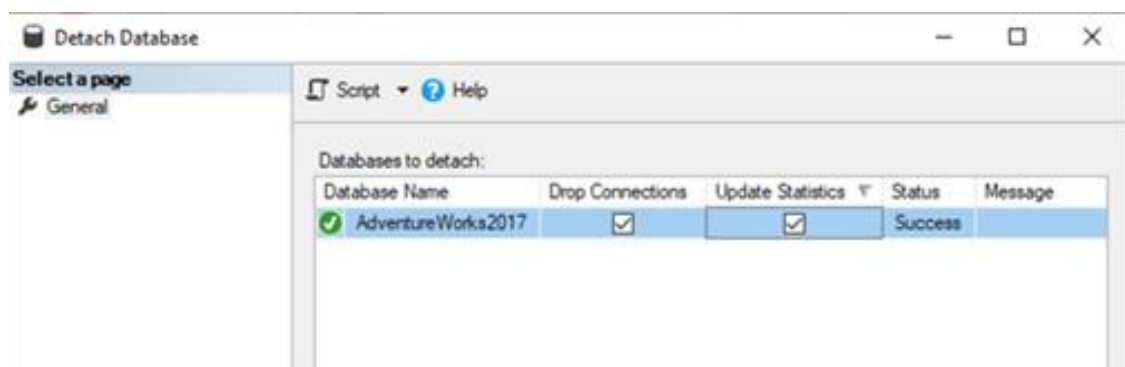 Detach Database
Select a page
General
Script Help
Databases to detach:
Database Name Drop Connections Update Statistics Status Message
AdventureWorks2017 Success